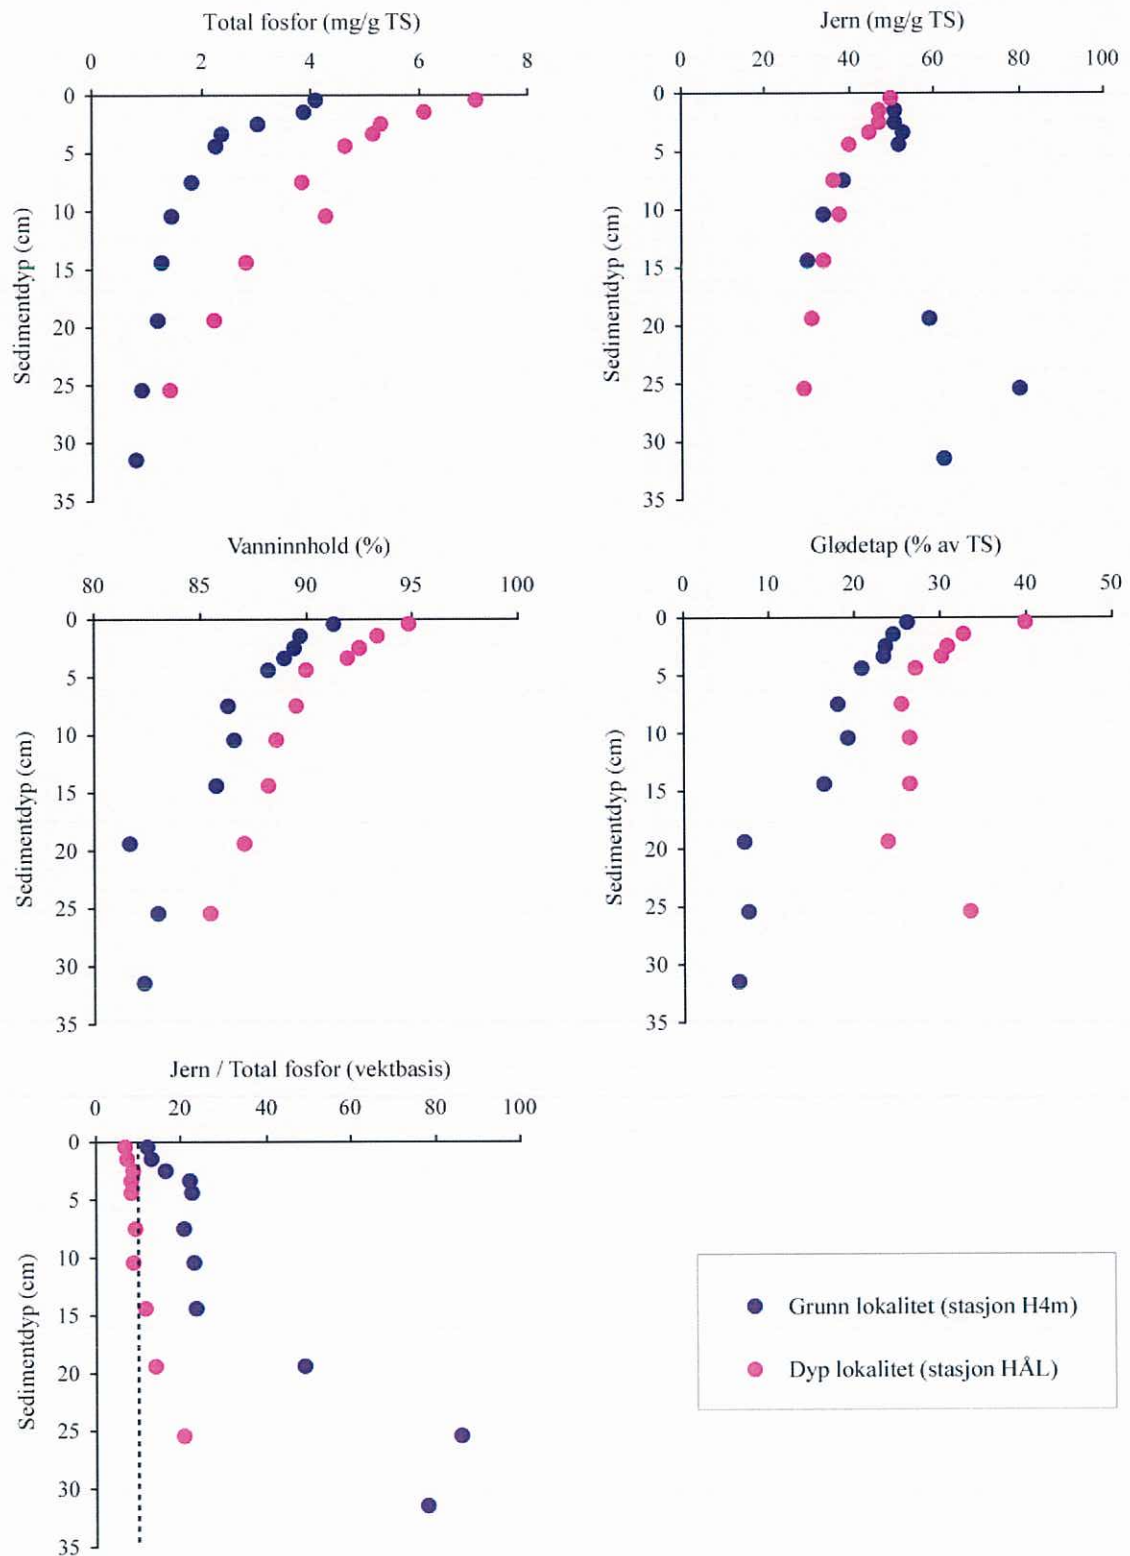 Total fosfor (mg/g TS)
0 2 4 6 8
0
5
10
15
20
25
30
35
Sedimentdyp (cm)
Jern (mg/g TS)
0 20 40 60 80 100
0
5
10
15
20
25
30
35
Sedimentdyp (cm)
Vanninnhold (%)
80 85 90 95 100
0
5
10
15
20
25
30
35
Sedimentdyp (cm)
Glødetap (% av TS)
0 10 20 30 40 50
0
5
10
15
20
25
30
35
Sedimentdyp (cm)
Jern / Total fosfor (vektbasis)
0 20 40 60 80 100
0
5
10
15
20
25
30
35
Sedimentdyp (cm)
Grunn lokalitet (stasjon H4m)
Dyp lokalitet (stasjon HÅL)